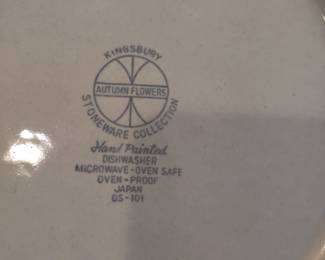 KINGSBURY
AUTUMN FLOWERS
STONEWARE COLLECTION
Hand Painted
DISHWASHER
MICROWAVE-OVEN SAFE
OVEN-PROOF
JAPAN
GS-101